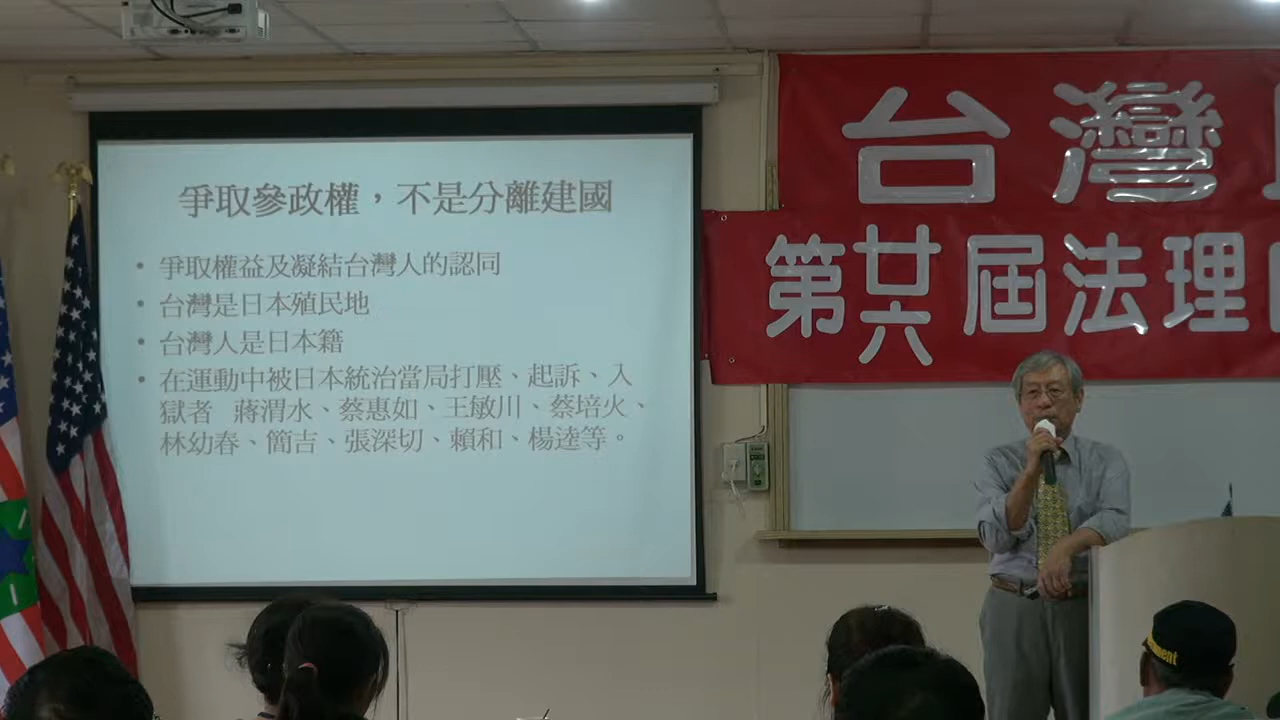 爭取參政權，不是分離建國
• 爭取權益及凝結台灣人的認同
• 台灣是日本殖民地
• 台灣人是日本籍
• 在運動中被日本統治當局打壓、起訴、入
獄者 蔣渭水、蔡惠如、王敏川、蔡培火、
林幼春、簡吉、張深切、賴和、楊逵等。
台灣
第廿六屆法理